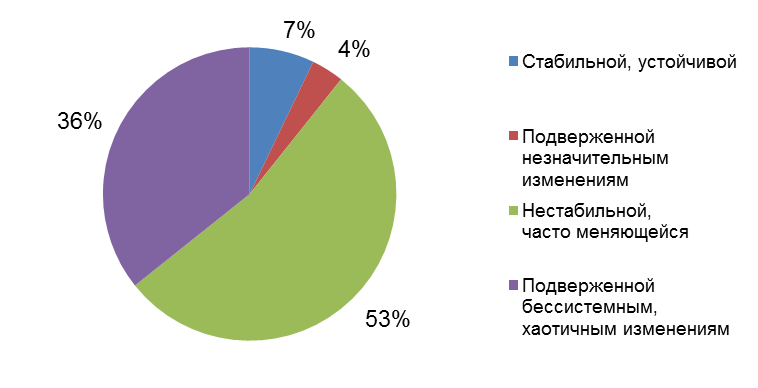 7%
4%
36%
53%
Стабильной, устойчивой
Подверженной
незначительным
изменениям
Нестабильной,
часто меняющейся
Подверженной
бессистемным,
хаотичным изменениям